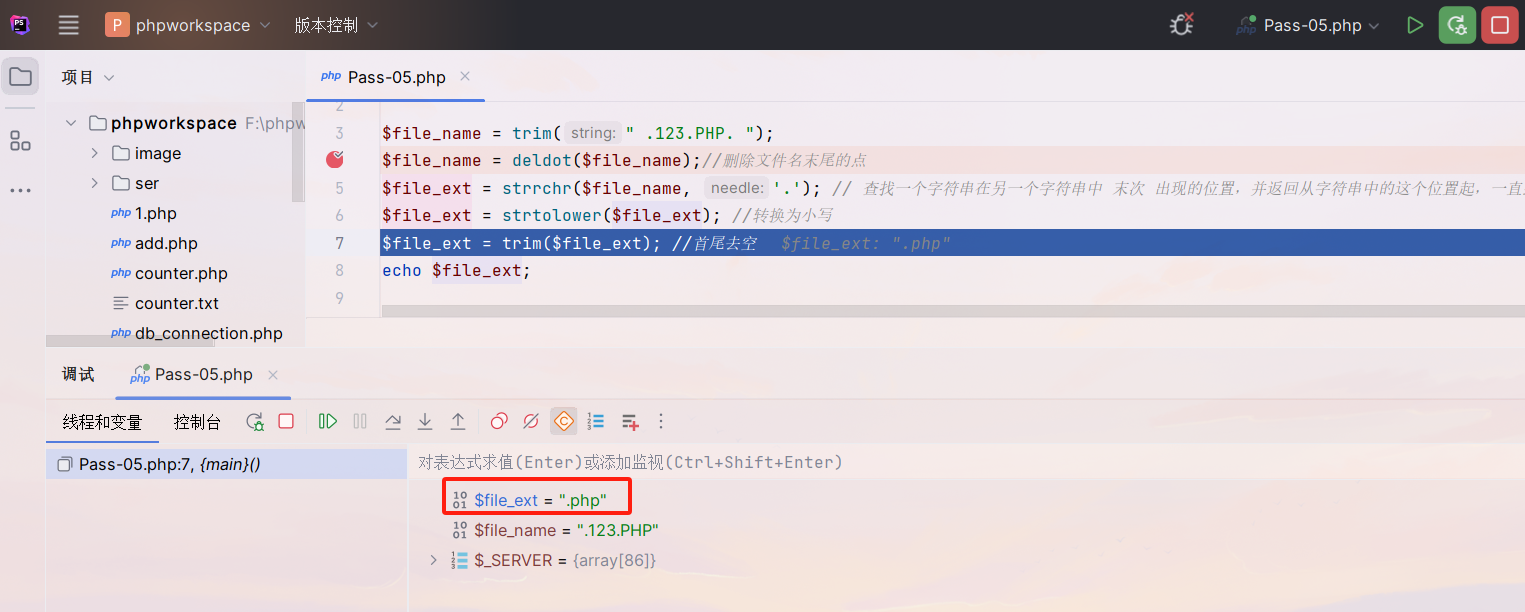 PS P phpworkspace 版本控制 Pass-05.php
项目
php Pass-05.php
phpworkspace F:\phpw
image
ser
php 1.php
php add.php
php counter.php
counter.txt
php db_connection.php
2
3 $file_name = trim( string: " .123.PHP. ");
$file_name = deldot($file_name);//删除文件名末尾的点
5 $file_ext = strrchr($file_name, needle: '.'); // 查找一个字符串在另一个字符串中 末次 出现的位置，并返回从字符串中的这个位置起，一直
6 $file_ext = strtolower($file_ext); //转换为小写
7 $file_ext = trim($file_ext); //首尾去空 $file_ext: ".php"
8 echo $file_ext;
9
调试 php Pass-05.php
线程和变量 控制台
Pass-05.php:7, {main}()
对表达式求值(Enter)或添加监视(Ctrl+Shift+Enter)
$file_ext = ".php"
$file_name = ".123.PHP"
$_SERVER = {array[86]}